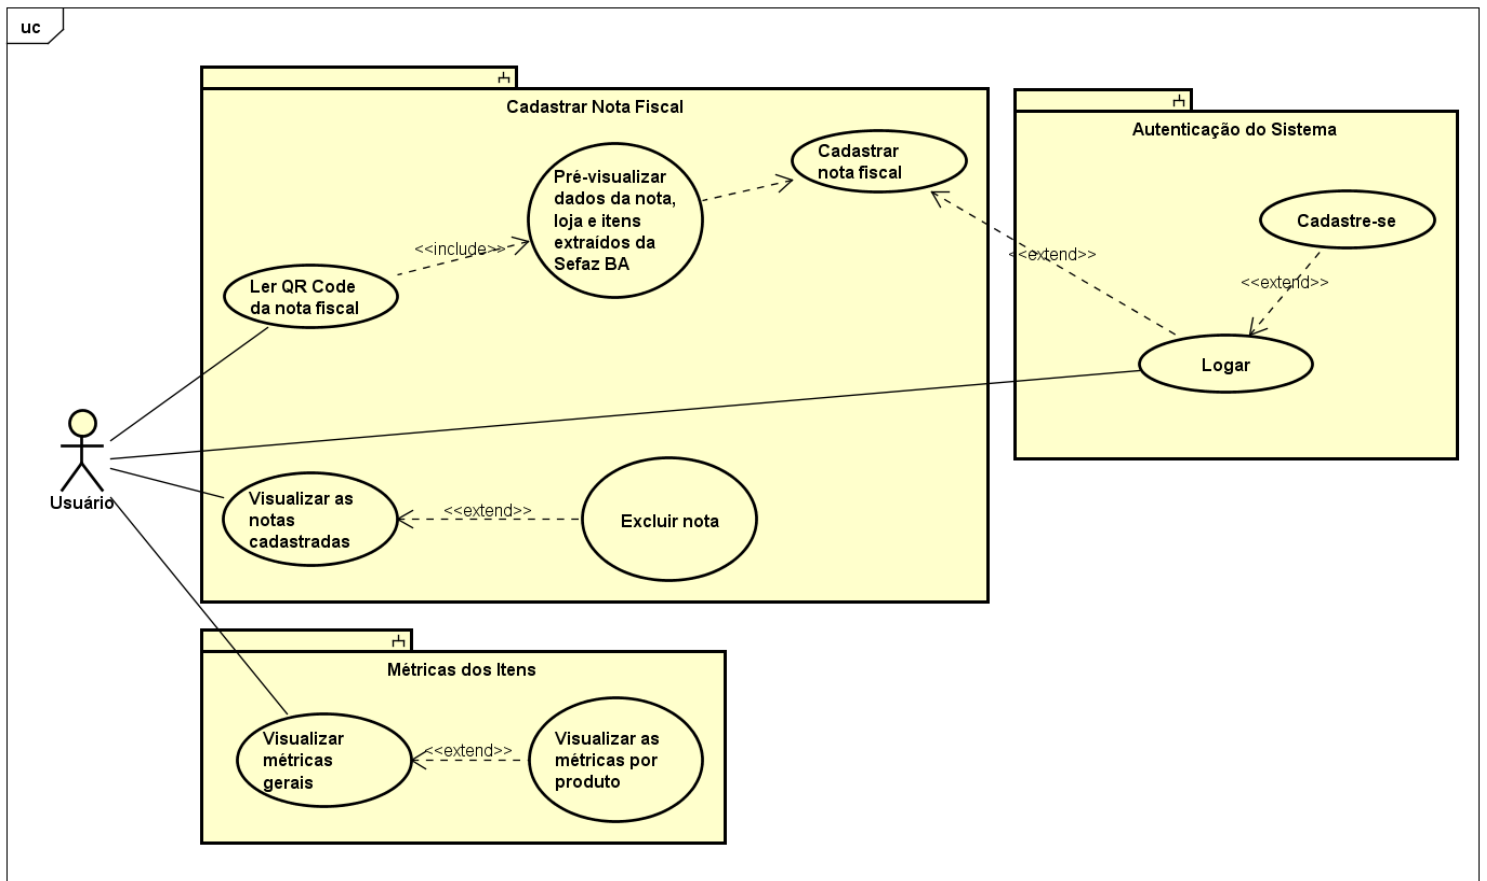 uc
Cadastrar Nota Fiscal
Cadastrar
nota fiscal
Pré-visualizar
dados da nota,
loja e itens
extraídos da
Sefaz BA
<<include>>
Ler QR Code
da nota fiscal
<<extend>>
Autenticação do Sistema
Cadastre-se
<<extend>>
Logar
Usuário
Visualizar as
notas
cadastradas
<<extend>>
Excluir nota
Métricas dos Itens
Visualizar
métricas
gerais
<<extend>>
Visualizar as
métricas por
produto